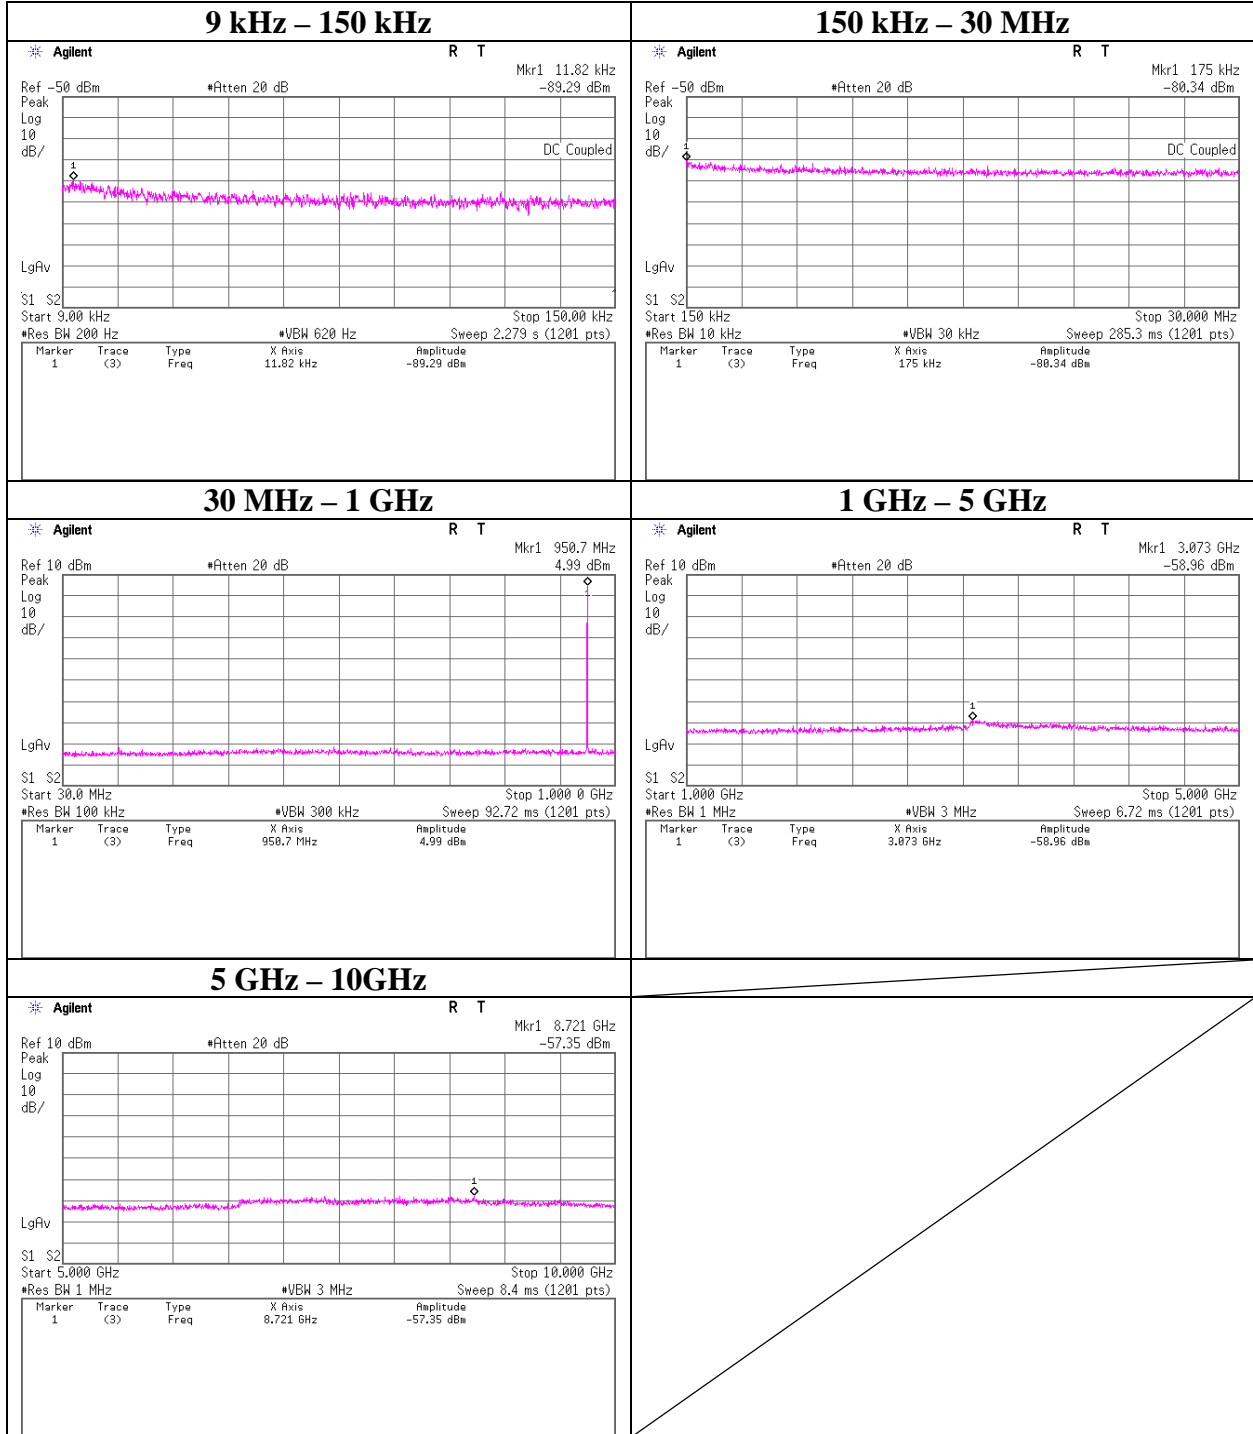 9 kHz – 150 kHz
Agilent
R T
Mkr1 11.82 kHz
Ref -50 dBm #Atten 20 dB -89.29 dBm
Peak
Log
10
dB/
DC Coupled
1
LgAv
S1 S2
Start 9.00 kHz Stop 150.00 kHz
#Res BW 200 Hz #VBW 620 Hz Sweep 2.279 s (1201 pts)
Marker Trace Type X Axis Amplitude
1 (3) Freq 11.82 kHz -89.29 dBm
150 kHz – 30 MHz
Agilent
R T
Mkr1 175 kHz
Ref -50 dBm #Atten 20 dB -80.34 dBm
Peak
Log
10
dB/
DC Coupled
1
LgAv
S1 S2
Start 150 kHz Stop 30.000 MHz
#Res BW 10 kHz #VBW 30 kHz Sweep 285.3 ms (1201 pts)
Marker Trace Type X Axis Amplitude
1 (3) Freq 175 kHz -80.34 dBm
30 MHz – 1 GHz
Agilent
R T
Mkr1 950.7 MHz
Ref 10 dBm #Atten 20 dB 4.99 dBm
Peak
Log
10
dB/
1
LgAv
S1 S2
Start 30.0 MHz Stop 1.000 0 GHz
#Res BW 100 kHz #VBW 300 kHz Sweep 92.72 ms (1201 pts)
Marker Trace Type X Axis Amplitude
1 (3) Freq 950.7 MHz 4.99 dBm
1 GHz – 5 GHz
Agilent
R T
Mkr1 3.073 GHz
Ref 10 dBm #Atten 20 dB -58.96 dBm
Peak
Log
10
dB/
1
LgAv
S1 S2
Start 1.000 GHz Stop 5.000 GHz
#Res BW 1 MHz #VBW 3 MHz Sweep 6.72 ms (1201 pts)
Marker Trace Type X Axis Amplitude
1 (3) Freq 3.073 GHz -58.96 dBm
5 GHz – 10GHz
Agilent
R T
Mkr1 8.721 GHz
Ref 10 dBm #Atten 20 dB -57.35 dBm
Peak
Log
10
dB/
1
LgAv
S1 S2
Start 5.000 GHz Stop 10.000 GHz
#Res BW 1 MHz #VBW 3 MHz Sweep 8.4 ms (1201 pts)
Marker Trace Type X Axis Amplitude
1 (3) Freq 8.721 GHz -57.35 dBm